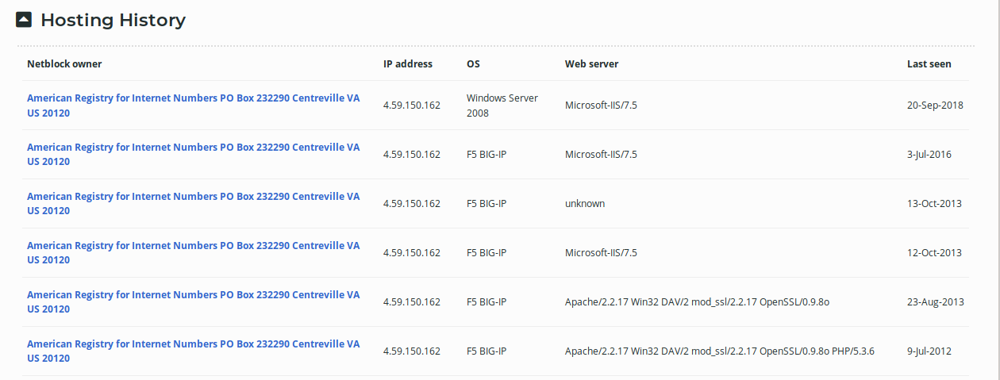 Hosting History
Netblock owner IP address OS Web server Last seen
American Registry for Internet Numbers PO Box 232290 Centreville VA US 20120 4.59.150.162 Windows Server 2008 Microsoft-IIS/7.5 20-Sep-2018
American Registry for Internet Numbers PO Box 232290 Centreville VA US 20120 4.59.150.162 F5 BIG-IP Microsoft-IIS/7.5 3-Jul-2016
American Registry for Internet Numbers PO Box 232290 Centreville VA US 20120 4.59.150.162 F5 BIG-IP unknown 13-Oct-2013
American Registry for Internet Numbers PO Box 232290 Centreville VA US 20120 4.59.150.162 F5 BIG-IP Microsoft-IIS/7.5 12-Oct-2013
American Registry for Internet Numbers PO Box 232290 Centreville VA US 20120 4.59.150.162 F5 BIG-IP Apache/2.2.17 Win32 DAV/2 mod_ssl/2.2.17 OpenSSL/0.9.8o 23-Aug-2013
American Registry for Internet Numbers PO Box 232290 Centreville VA US 20120 4.59.150.162 F5 BIG-IP Apache/2.2.17 Win32 DAV/2 mod_ssl/2.2.17 OpenSSL/0.9.8o PHP/5.3.6 9-Jul-2012